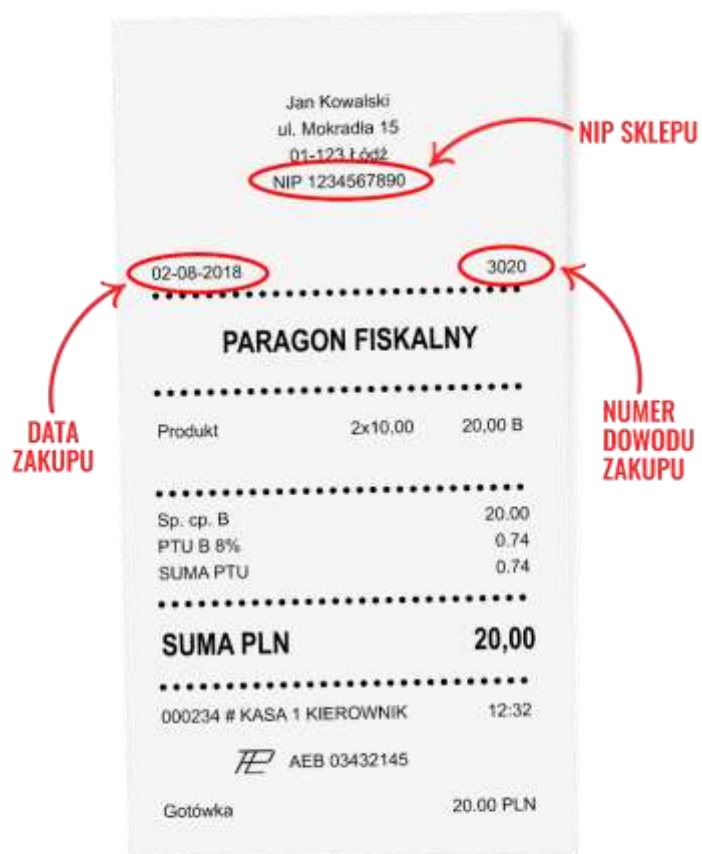 Jan Kowalski
ul. Mokradła 15
01-123 Łódź
NIP 1234567890
NIP SKLEPU
02-08-2018 3020
PARAGON FISKALNY
DATA
ZAKUPU
NUMER
DOWODU
ZAKUPU
Produkt 2x10,00 20,00 B
Sp. cp. B 20.00
PTU B 8% 0.74
SUMA PTU 0.74
SUMA PLN 20,00
000234 # KASA 1 KIEROWNIK 12:32
AEB 03432145
Gotówka 20.00 PLN